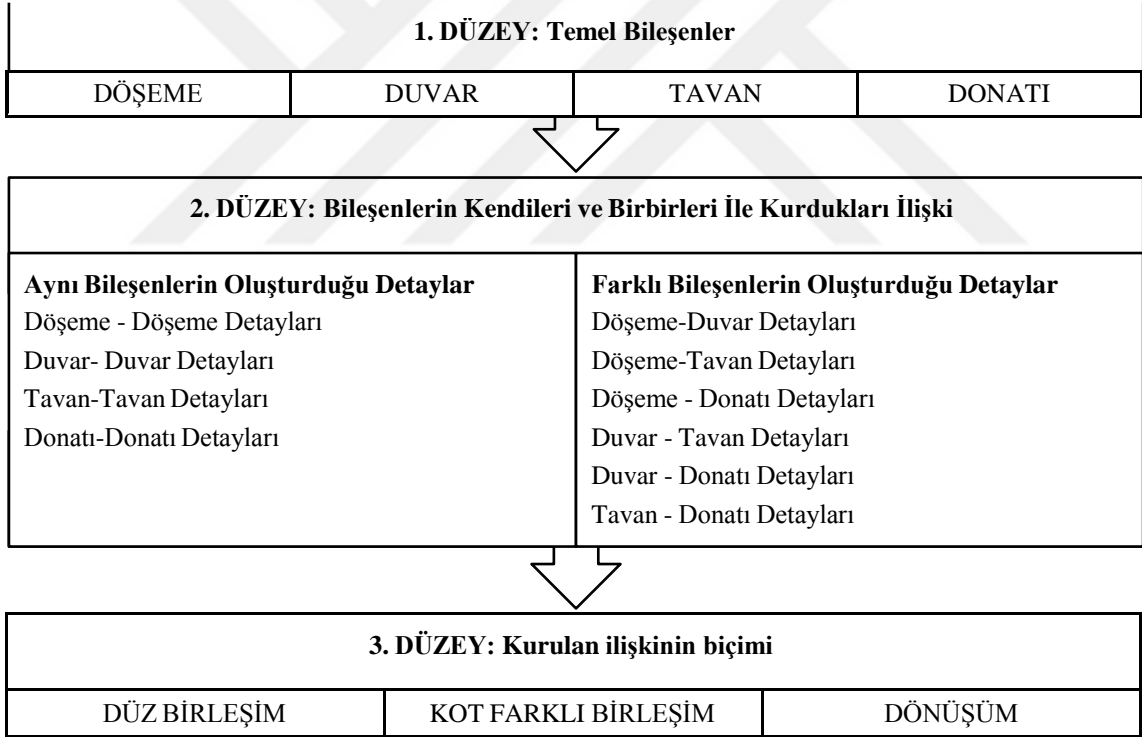 1. DÜZEY: Temel Bileşenler
DÖŞEME DUVAR TAVAN DONATI
2. DÜZEY: Bileşenlerin Kendileri ve Birbirleri İle Kurdukları İlişki
Aynı Bileşenlerin Oluşturduğu Detaylar
Döşeme - Döşeme Detayları
Duvar- Duvar Detayları
Tavan-Tavan Detayları
Donatı-Donatı Detayları
Farklı Bileşenlerin Oluşturduğu Detaylar
Döşeme-Duvar Detayları
Döşeme-Tavan Detayları
Döşeme - Donatı Detayları
Duvar - Tavan Detayları
Duvar - Donatı Detayları
Tavan - Donatı Detayları
3. DÜZEY: Kurulan ilişkinin biçimi
DÜZ BİRLEŞİM KOT FARKLI BİRLEŞİM DÖNÜŞÜM